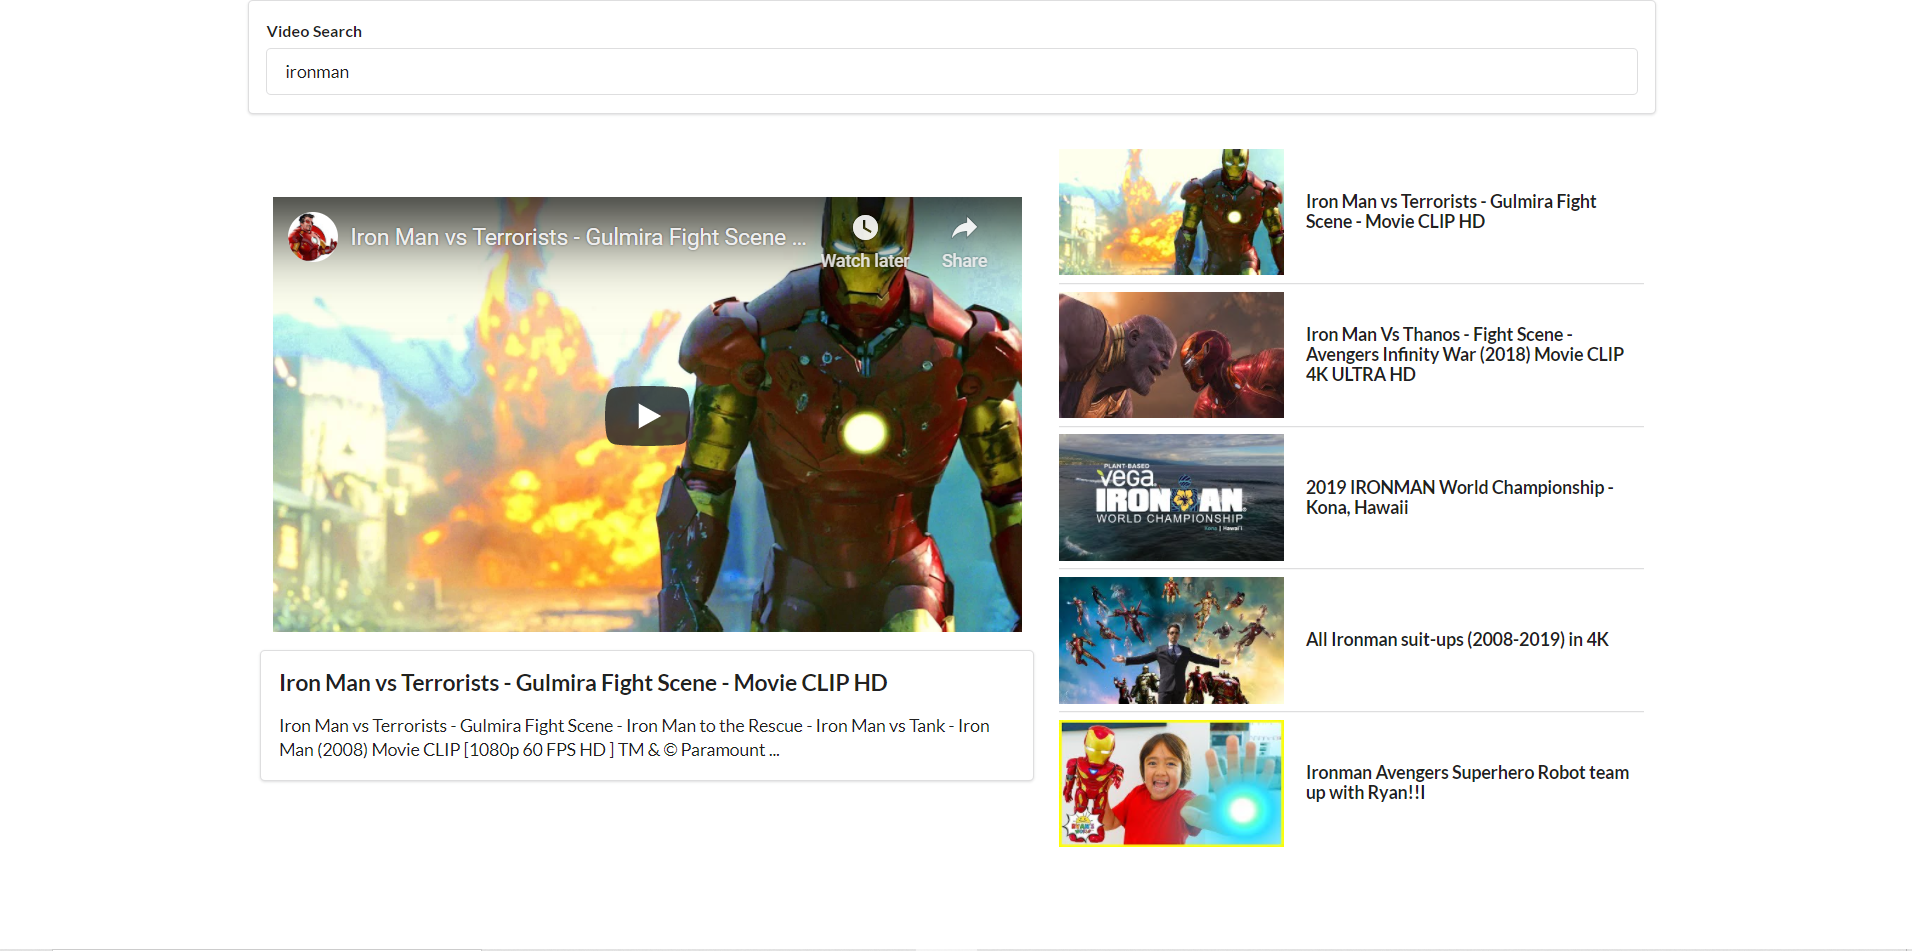 Video Search
ironman
Iron Man vs Terrorists - Gulmira Fight Scene ...
Watch later
Share
Iron Man vs Terrorists - Gulmira Fight Scene - Movie CLIP HD
Iron Man vs Terrorists - Gulmira Fight Scene - Iron Man to the Rescue - Iron Man vs Tank - Iron
Man (2008) Movie CLIP [1080p 60 FPS HD ] TM & © Paramount ...
Iron Man vs Terrorists - Gulmira Fight
Scene - Movie CLIP HD
Iron Man Vs Thanos - Fight Scene -
Avengers Infinity War (2018) Movie CLIP
4K ULTRA HD
PLANT-BASED
vega
IRONMAN
WORLD CHAMPIONSHIP
Kona | Hawai'i
2019 IRONMAN World Championship -
Kona, Hawaii
All Ironman suit-ups (2008-2019) in 4K
RYAN'S
WORLD
Ironman Avengers Superhero Robot team
up with Ryan!!I